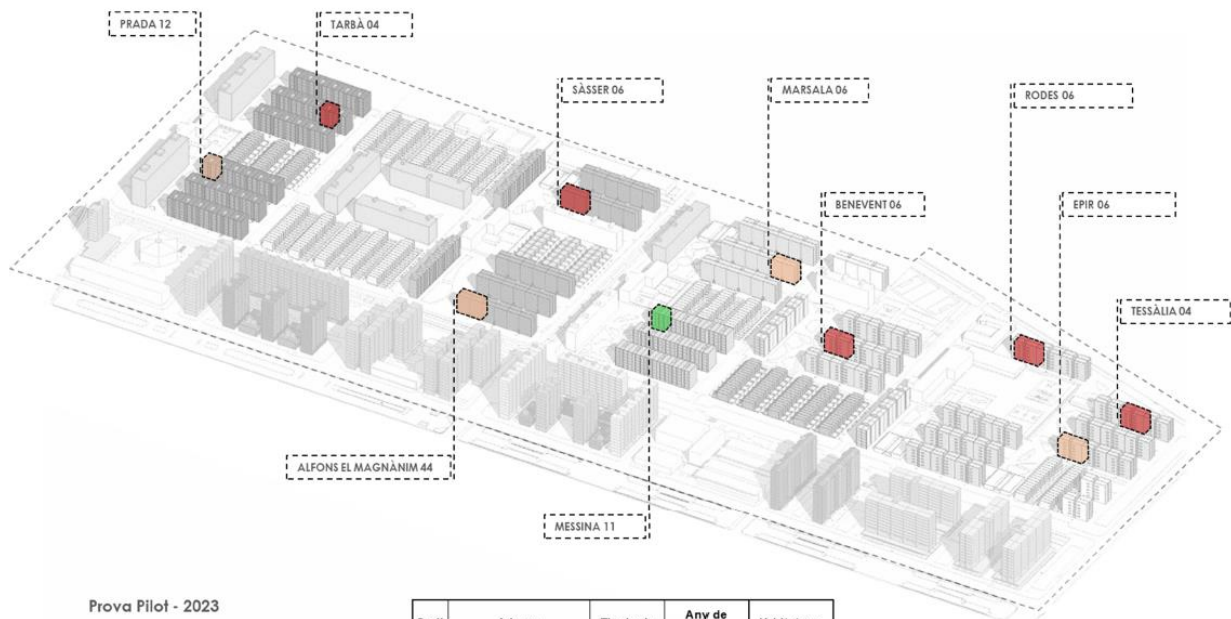 PRADA 12
TARBÀ 04
SÀSSER 06
MARSALA 06
RODES 06
BENEVENT 06
EPIR 06
TESSÀLIA 04
ALFONS EL MAGNÀNIM 44
MESSINA 11
Prova Pilot - 2023
Any de